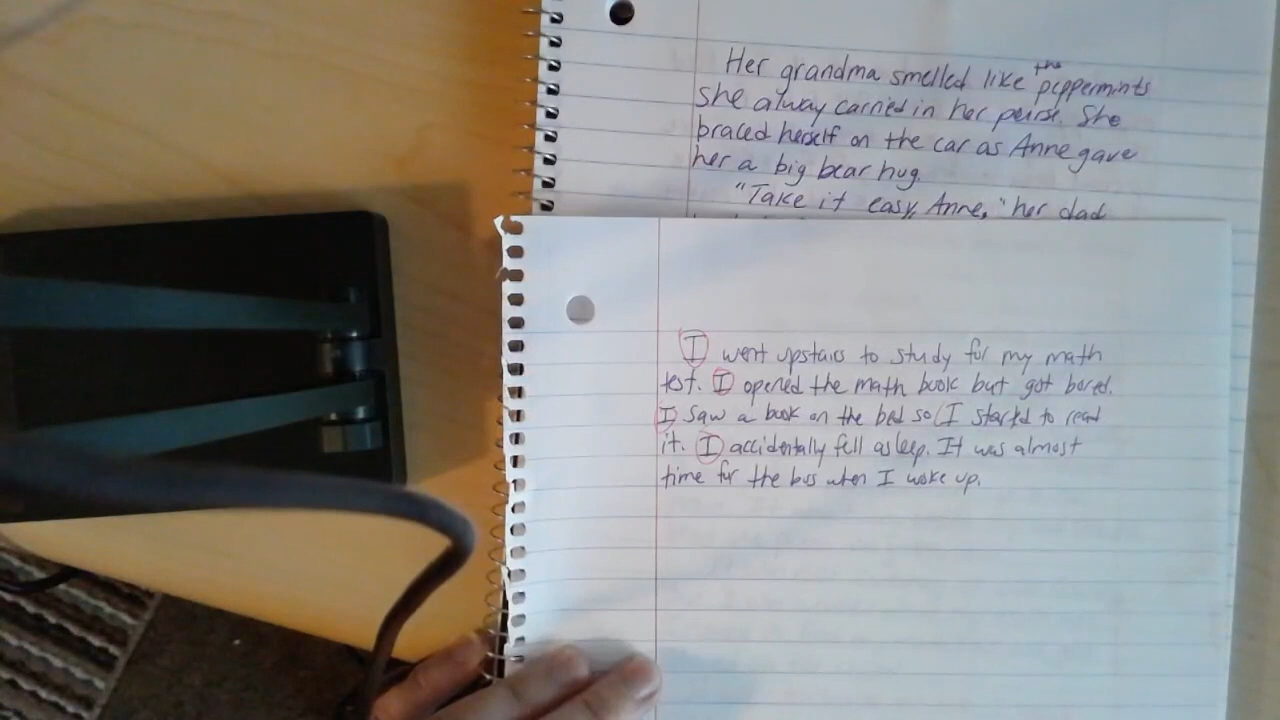 Her grandma smelled like the peppermints
she alway carried in her purse. She
braced herself on the car as Anne gave
her a big bear hug.
"Take it easy, Anne," her dad
I went upstairs to study for my math
test. I opened the math book but got bored.
I saw a book on the bed so I started to read
it. I accidentally fell asleep. It was almost
time for the bus when I woke up.